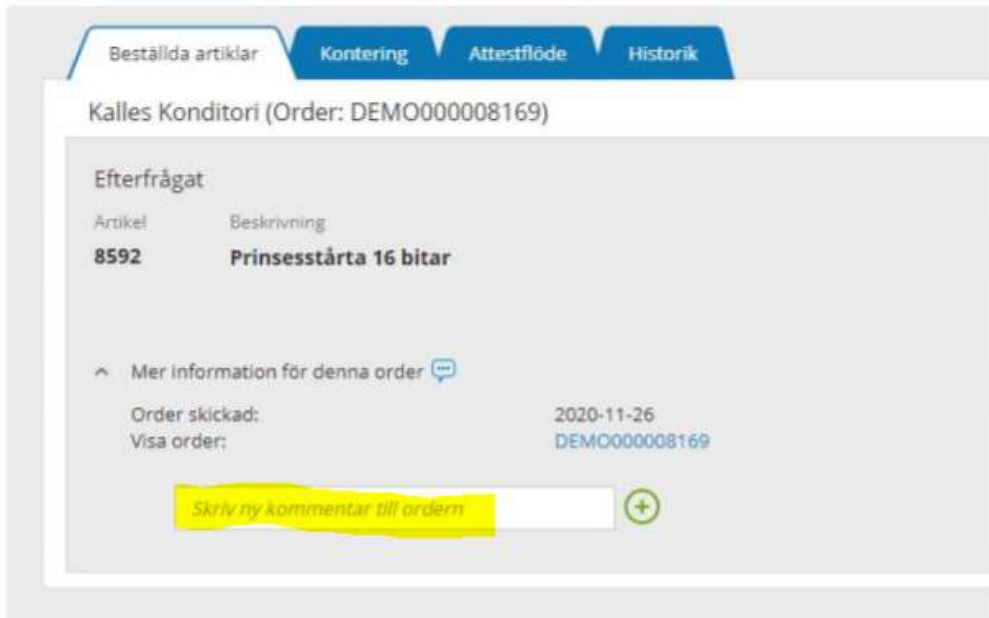 Beställda artiklar Kontering Attestflöde Historik
Kalles Konditori (Order: DEMO000008169)
Efterfrågat
Artikel Beskrivning
8592 Prinsesstårta 16 bitar
Mer information för denna order
Order skickad: 2020-11-26
Visa order: DEMO000008169
Skriv ny kommentar till ordern